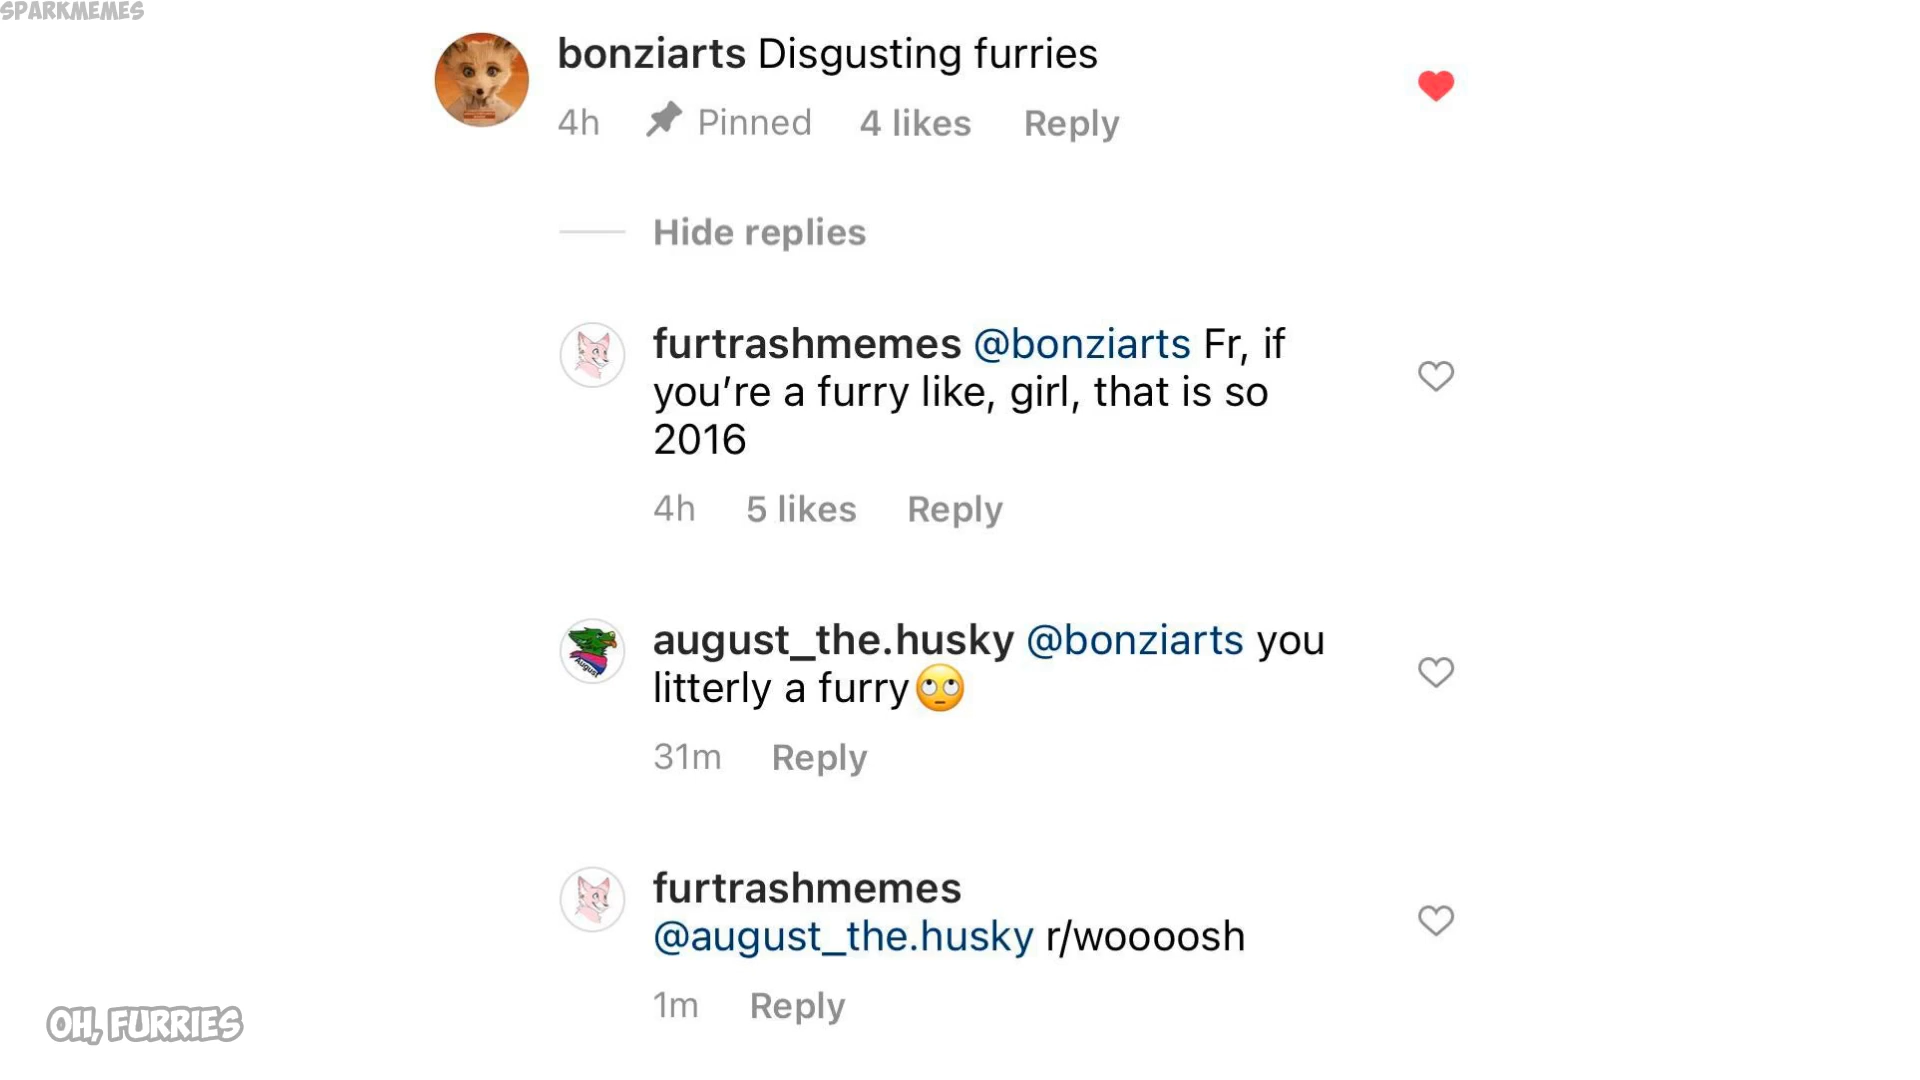 SPARKMEMES
bonziarts Disgusting furries
4h Pinned 4 likes Reply
Hide replies
furtrashmemes @bonziarts Fr, if
you’re a furry like, girl, that is so
2016
4h 5 likes Reply
august_the.husky @bonziarts you
litterly a furry🙄
August
31m Reply
furtrashmemes
@august_the.husky r/woooosh
1m Reply
OH, FURRIES